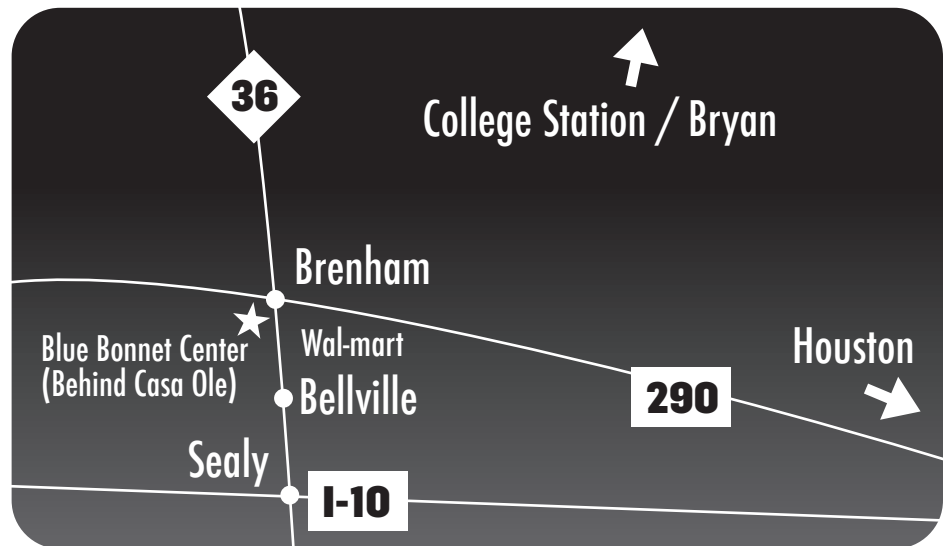 36
College Station / Bryan
Brenham
Blue Bonnet Center
(Behind Casa Ole)
Wal-mart
Houston
Bellville
290
Sealy
I-10